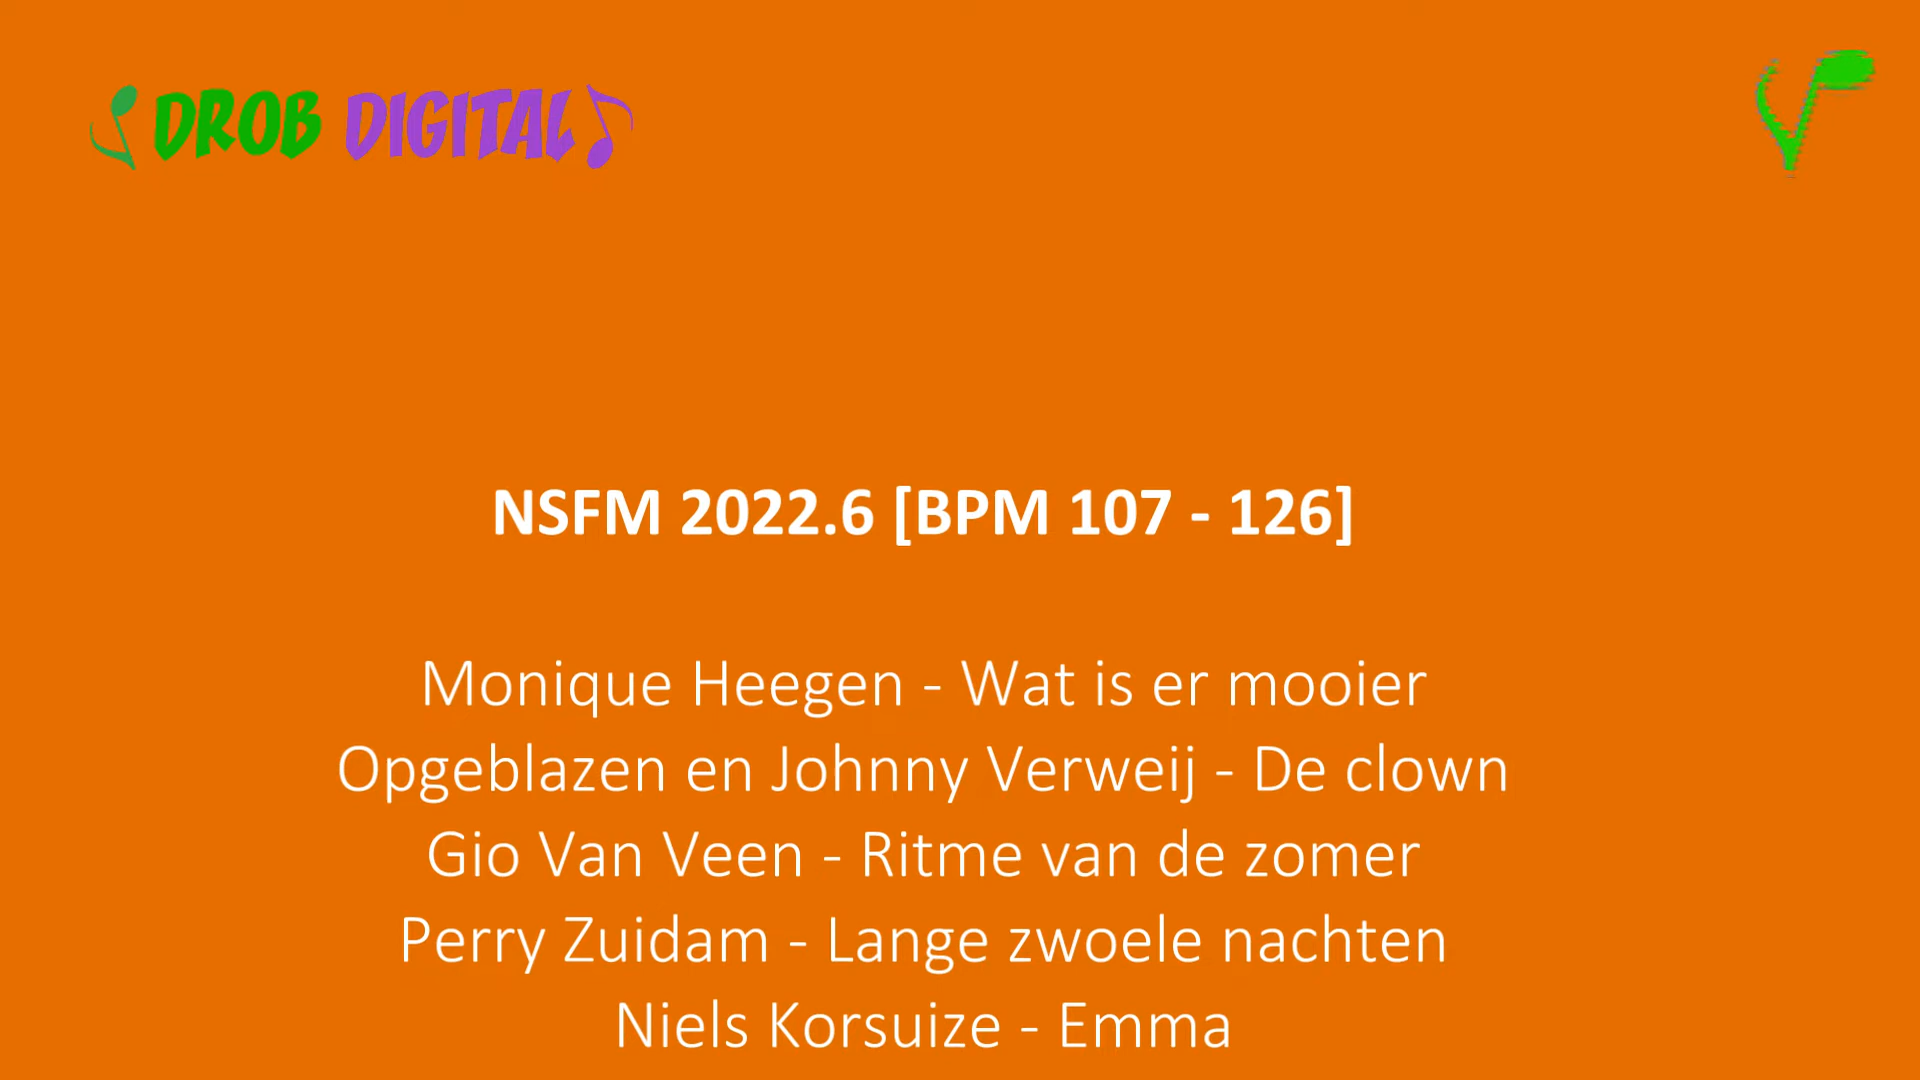 DROB DIGITAL
NSFM 2022.6 [BPM 107 - 126]
Monique Heegen - Wat is er mooier
Opgeblazen en Johnny Verweij - De clown
Gio Van Veen - Ritme van de zomer
Perry Zuidam - Lange zwoele nachten
Niels Korsuize - Emma